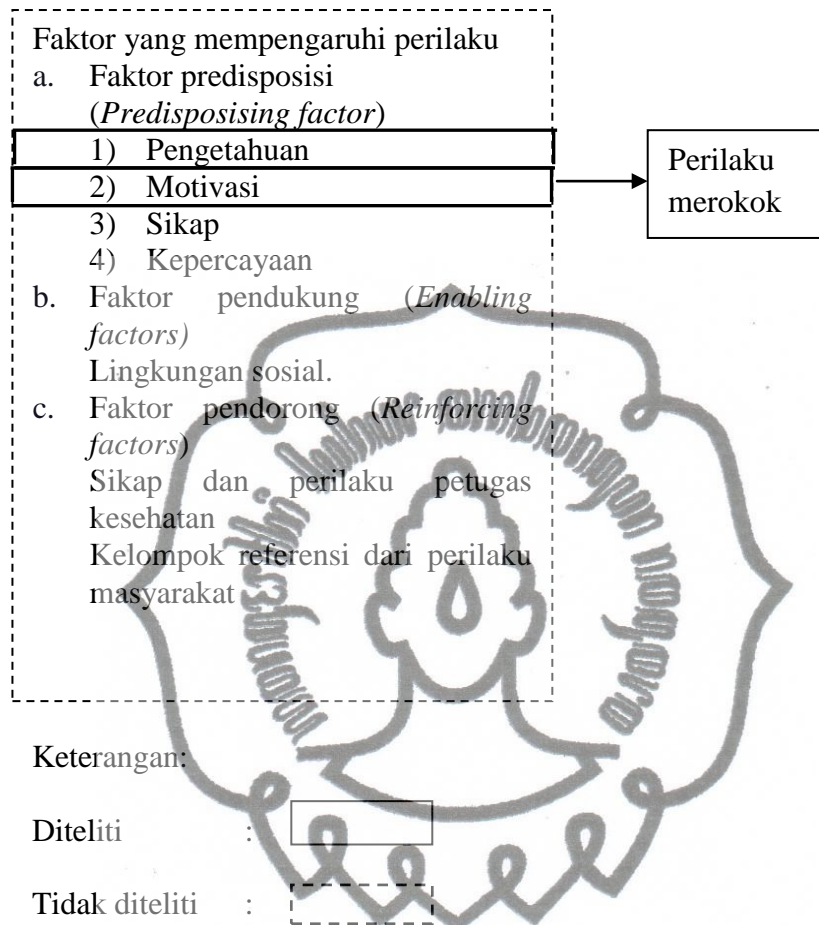 Faktor yang mempengaruhi perilaku
a. Faktor predisposisi
(Predisposising factor)
1) Pengetahuan
2) Motivasi
3) Sikap
4) Kepercayaan
b. Faktor pendukung (Enabling
factors)
Lingkungan sosial.
c. Faktor pendorong (Reinforcing
factors)
Sikap dan perilaku petugas
kesehatan
Kelompok referensi dari perilaku
masyarakat
Perilaku
merokok
Keterangan:
Diteliti :
Tidak diteliti :